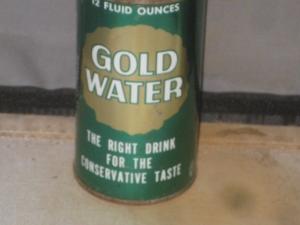 12 FLUID OUNCES
GOLD
WATER
THE RIGHT DRINK
FOR THE
CONSERVATIVE TASTE